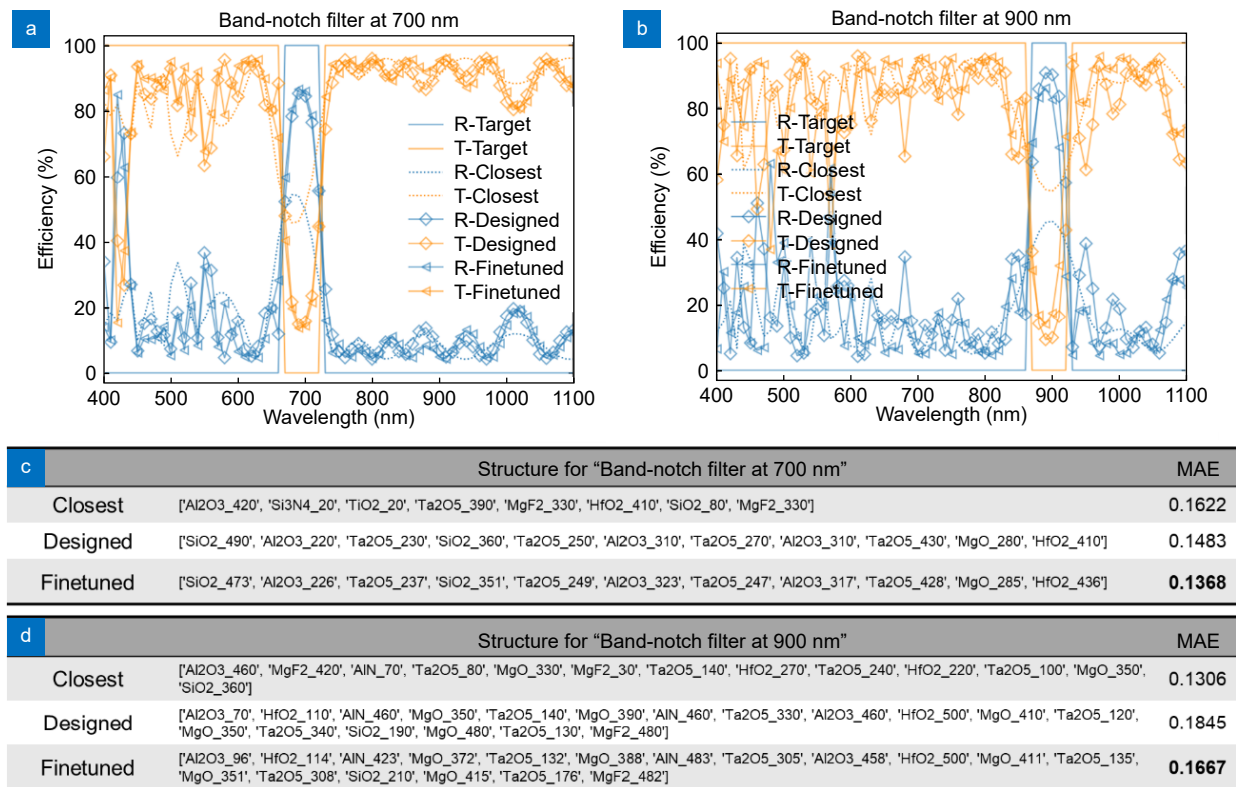 a
Band-notch filter at 700 nm
100
80
60
40
20
0
Efficiency (%)
R-Target
T-Target
R-Closest
T-Closest
R-Designed
T-Designed
R-Finetuned
T-Finetuned
400 500 600 700 800 900 1000 1100
Wavelength (nm)
b
Band-notch filter at 900 nm
100
80
60
40
20
0
Efficiency (%)
R-Target
T-Target
R-Closest
T-Closest
R-Designed
T-Designed
R-Finetuned
T-Finetuned
400 500 600 700 800 900 1000 1100
Wavelength (nm)
c Structure for “Band-notch filter at 700 nm” MAE
Closest ['Al2O3_420', 'Si3N4_20', 'TiO2_20', 'Ta2O5_390', 'MgF2_330', 'HfO2_410', 'SiO2_80', 'MgF2_330'] 0.1622
Designed ['SiO2_490', 'Al2O3_220', 'Ta2O5_230', 'SiO2_360', 'Ta2O5_250', 'Al2O3_310', 'Ta2O5_270', 'Al2O3_310', 'Ta2O5_430', 'MgO_280', 'HfO2_410'] 0.1483
Finetuned ['SiO2_473', 'Al2O3_226', 'Ta2O5_237', 'SiO2_351', 'Ta2O5_249', 'Al2O3_323', 'Ta2O5_247', 'Al2O3_317', 'Ta2O5_428', 'MgO_285', 'HfO2_436'] 0.1368
d Structure for “Band-notch filter at 900 nm” MAE
Closest ['Al2O3_460', 'MgF2_420', 'AlN_70', 'Ta2O5_80', 'MgO_330', 'MgF2_30', 'Ta2O5_140', 'HfO2_270', 'Ta2O5_240', 'HfO2_220', 'Ta2O5_100', 'MgO_350', 0.1306
'SiO2_360']
Designed ['Al2O3_70', 'HfO2_110', 'AlN_460', 'MgO_350', 'Ta2O5_140', 'MgO_390', 'AlN_460', 'Ta2O5_330', 'Al2O3_460', 'HfO2_500', 'MgO_410', 'Ta2O5_120', 0.1845
'MgO_350', 'Ta2O5_340', 'SiO2_190', 'MgO_480', 'Ta2O5_130', 'MgF2_480']
Finetuned ['Al2O3_96', 'HfO2_114', 'AlN_423', 'MgO_372', 'Ta2O5_132', 'MgO_388', 'AlN_483', 'Ta2O5_305', 'Al2O3_458', 'HfO2_500', 'MgO_411', 'Ta2O5_135', 0.1667
'MgO_351', 'Ta2O5_308', 'SiO2_210', 'MgO_415', 'Ta2O5_176', 'MgF2_482']